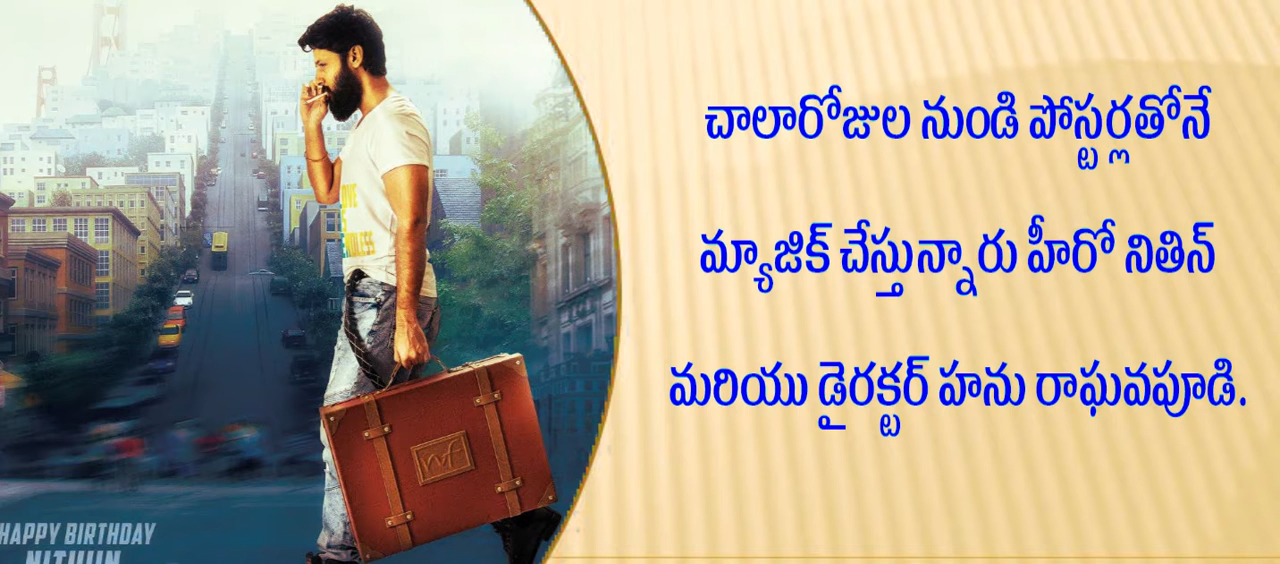 చాలారోజుల నుండి పోస్టర్లతోనే
మ్యాజిక్ చేస్తున్నారు హీరో నితిన్
మరియు డైరక్టర్ హను రాఘవపూడి.
HAPPY BIRTHDAY